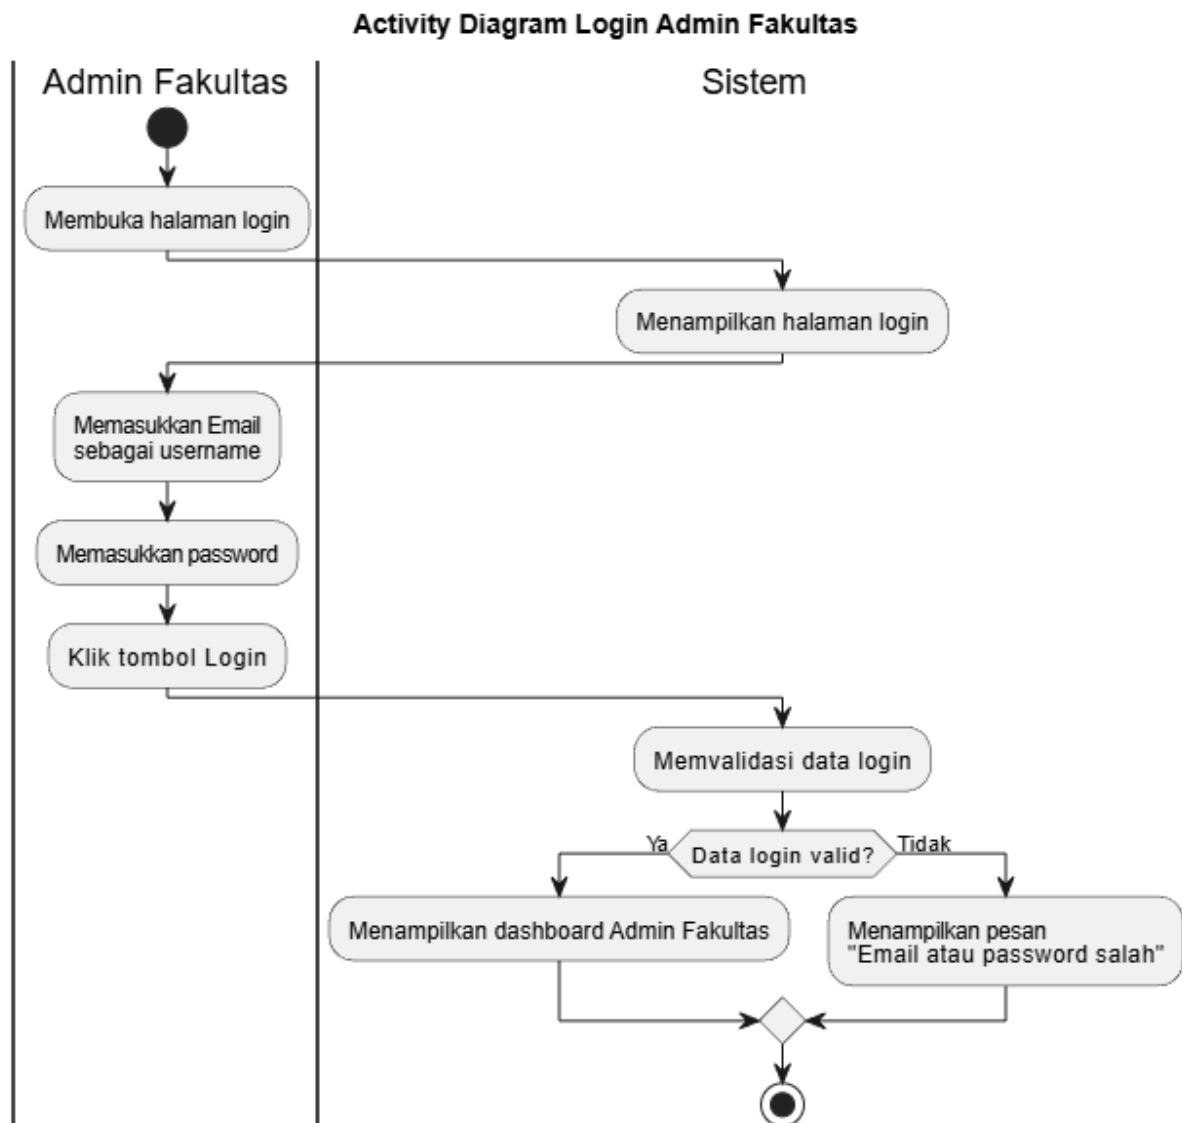 Activity Diagram Login Admin Fakultas
Admin Fakultas
Sistem
Membuka halaman login
Menampilkan halaman login
Memasukkan Email
sebagai username
Memasukkan password
Klik tombol Login
Memvalidasi data login
Ya
Data login valid?
Tidak
Menampilkan dashboard Admin Fakultas
Menampilkan pesan
"Email atau password salah"